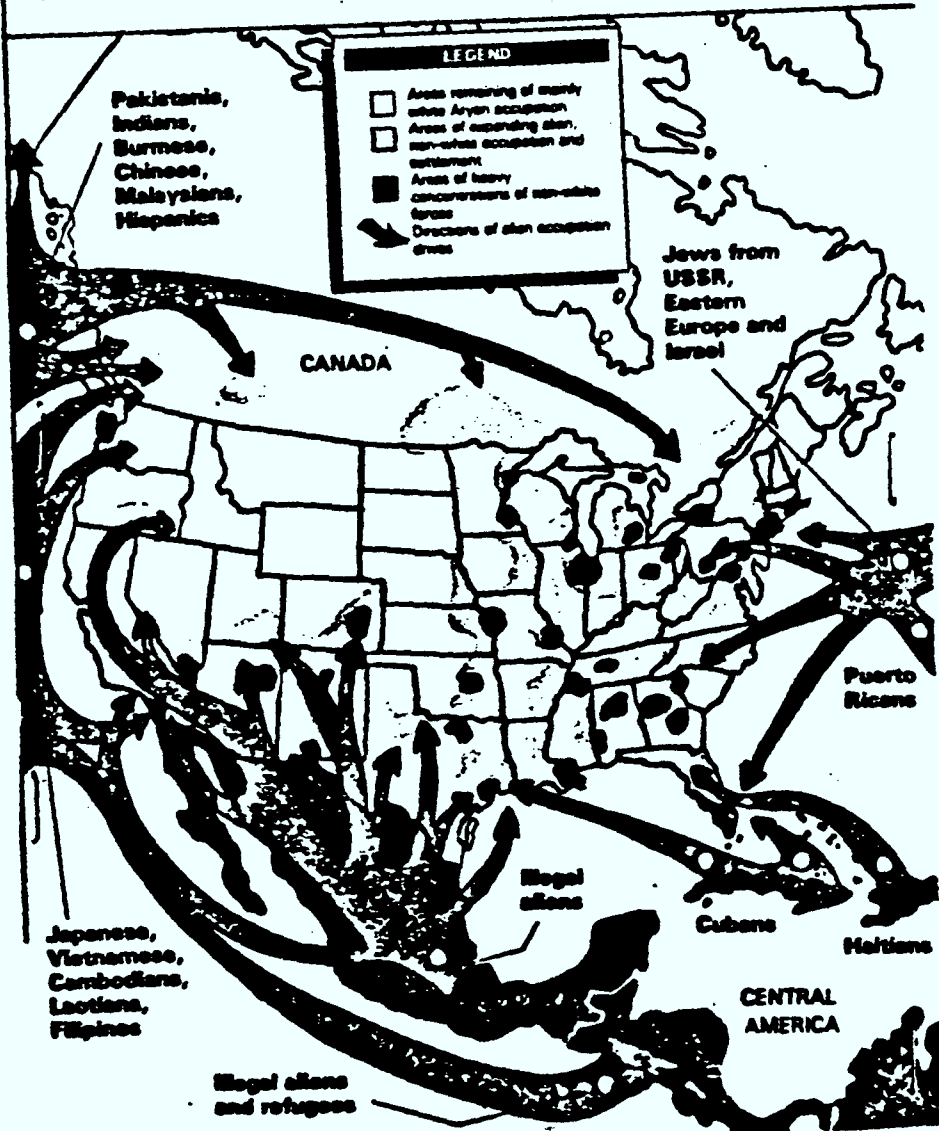 LEGEND
Areas remaining of mainly
white Aryan occupation
Areas of expanding alien,
non-white occupation and
settlement
Areas of heavy
concentrations of non-white
forces
Directions of alien occupation
drives
Pakistanis,
Indians,
Burmese,
Chinese,
Malaysians,
Hispanics
Jews from
USSR,
Eastern
Europe and
Israel
CANADA
Puerto
Ricans
Illegal
aliens
Cubans
Haitians
Japanese,
Vietnamese,
Cambodians,
Laotians,
Filipinos
CENTRAL
AMERICA
Illegal aliens
and refugees